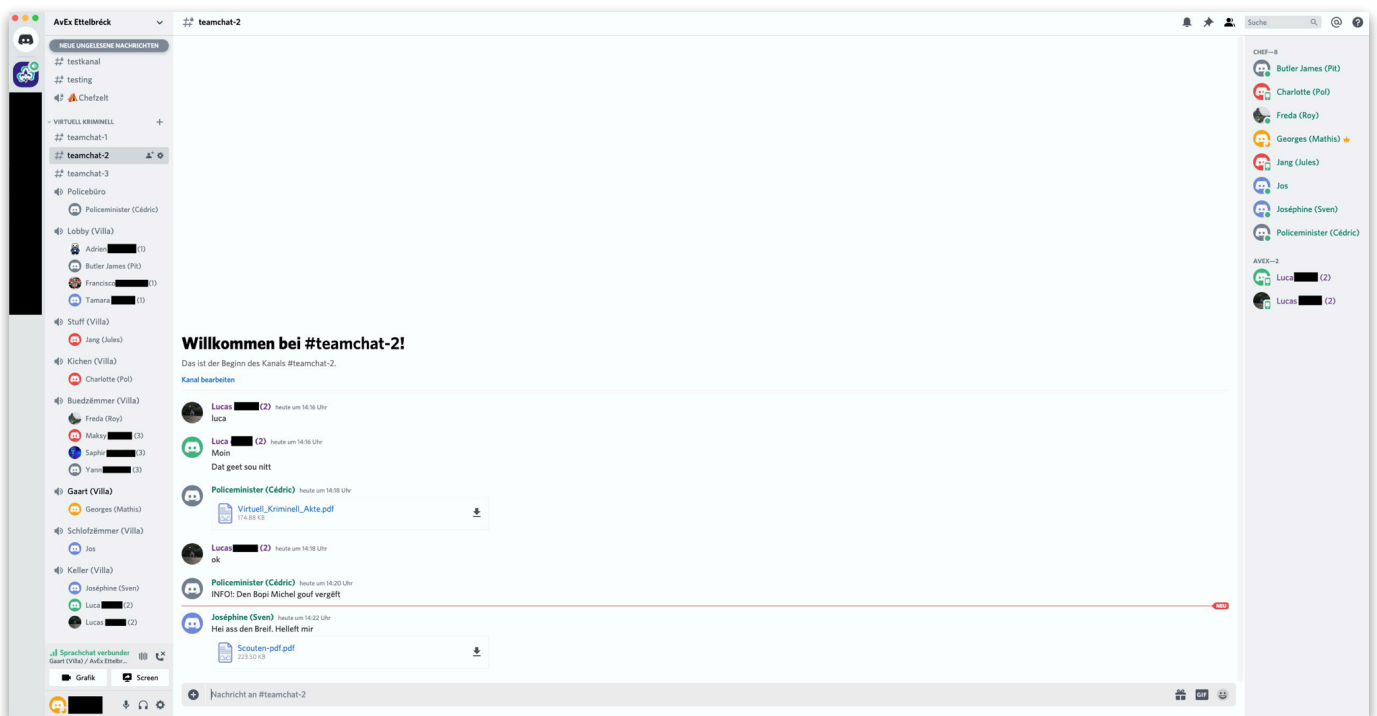 AvEx Ettelbréck
teamchat-2
Suche
NEUE UNGELESENE NACHRICHTEN
testkanal
testing
Chefzelt
VIRTUELL KRIMINELL
teamchat-1
teamchat-2
teamchat-3
Policebüro
Policeminister (Cédric)
Lobby (Villa)
Adrien (1)
Butler James (Pit)
Francisco (1)
Tamara (1)
Stuff (Villa)
Jang (Jules)
Kichen (Villa)
Charlotte (Pol)
Buedzëmmer (Villa)
Freda (Roy)
Maksy (3)
Saphir (3)
Yann (3)
Gaart (Villa)
Georges (Mathis)
Schlofzëmmer (Villa)
Jos
Keller (Villa)
Joséphine (Sven)
Luca (2)
Lucas (2)
Sprachchat verbunder
Gaart (Villa) / AvEx Ettelbr...
Grafik Screen
Willkommen bei #teamchat-2!
Das ist der Beginn des Kanals #teamchat-2.
Kanal bearbeiten
Lucas (2) heute um 14:16 Uhr
luca
Luca (2) heute um 14:16 Uhr
Moin
Dat geet sou nitt
Policeminister (Cédric) heute um 14:18 Uhr
Virtuell_Kriminell_Akte.pdf
174.88 KB
Lucas (2) heute um 14:18 Uhr
ok
Policeminister (Cédric) heute um 14:20 Uhr
INFO!: Den Bopi Michel gouf vergëft
NEU
Joséphine (Sven) heute um 14:22 Uhr
Hei ass den Breif. Helleft mir
Scouten-pdf.pdf
223.50 KB
Nachricht an #teamchat-2
GIF
CHEF—8
Butler James (Pit)
Charlotte (Pol)
Freda (Roy)
Georges (Mathis)
Jang (Jules)
Jos
Joséphine (Sven)
Policeminister (Cédric)
AVEX—2
Luca (2)
Lucas (2)